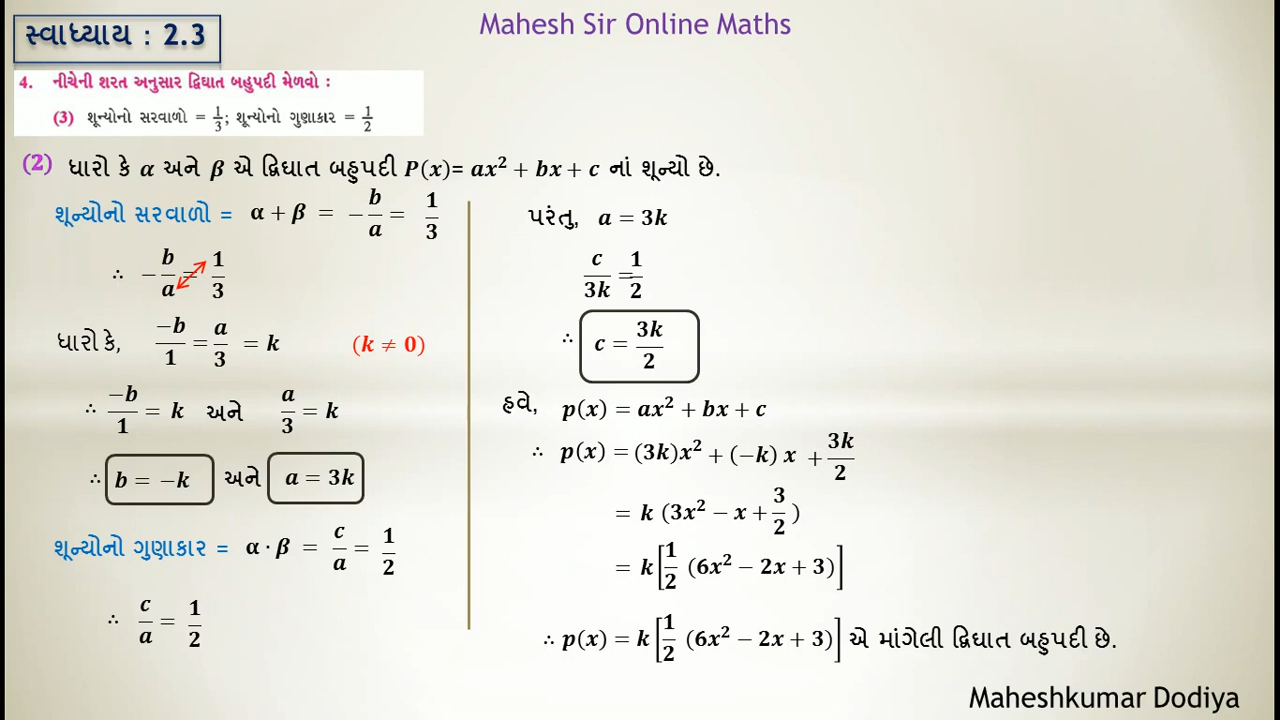 Mahesh Sir Online Maths
સ્વાધ્યાય : 2.3
4. નીચેની શરત અનુસાર દ્વિઘાત બહુપદી મેળવો :
(3) શૂન્યોનો સરવાળો = 1/3; શૂન્યોનો ગુણાકાર = 1/2
(2) ધારો કે α અને β એ દ્વિઘાત બહુપદી P(x)= ax² + bx + c નાં શૂન્યો છે.
શૂન્યોનો સરવાળો = α + β = −b/a = 1/3
∴ −b/a = 1/3
ધારો કે, −b/1 = a/3 = k (k ≠ 0)
∴ −b/1 = k અને a/3 = k
∴ b = −k અને a = 3k
શૂન્યોનો ગુણાકાર = α · β = c/a = 1/2
∴ c/a = 1/2
પરંતુ, a = 3k
c/3k = 1/2
∴ c = 3k/2
હવે, p(x) = ax² + bx + c
∴ p(x) = (3k)x² + (−k) x + 3k/2
= k (3x² − x + 3/2)
= k[1/2 (6x² − 2x + 3)]
∴ p(x) = k[1/2 (6x² − 2x + 3)] એ માંગેલી દ્વિઘાત બહુપદી છે.
Maheshkumar Dodiya